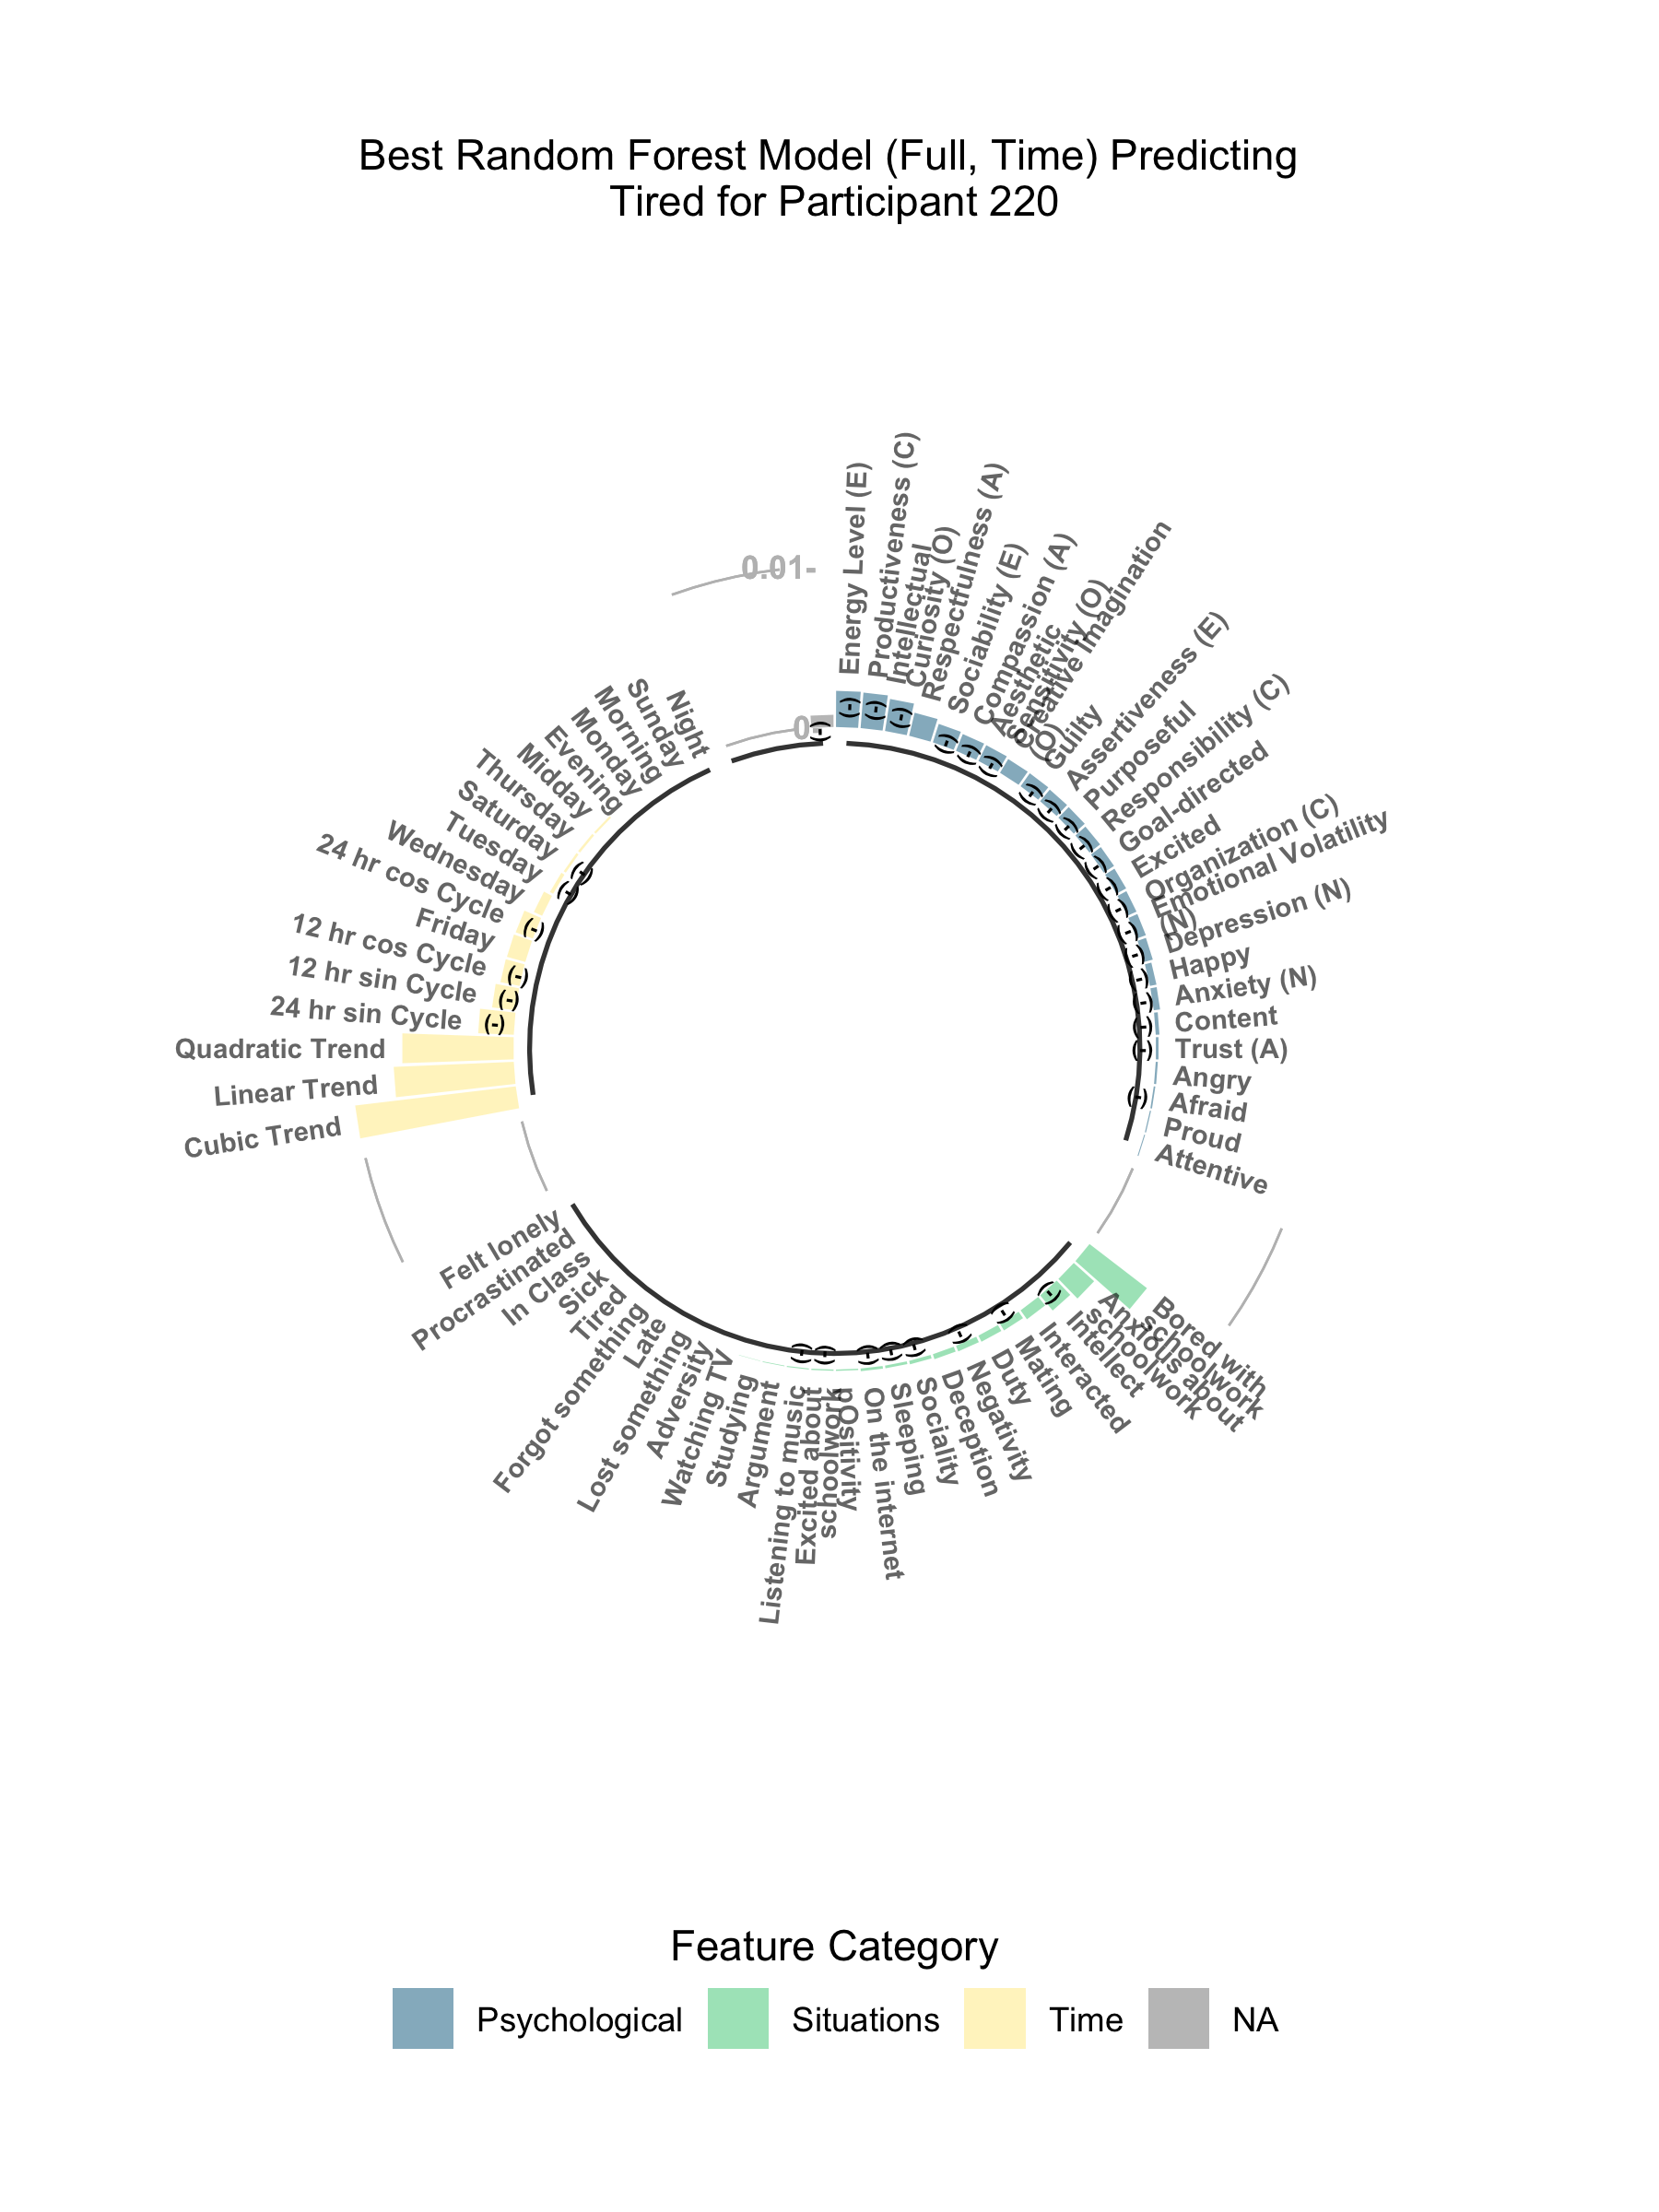 Best Random Forest Model (Full, Time) Predicting
Tired for Participant 220
0.01-
0-
(-)
Energy Level (E)
(-)
Productiveness (C)
(-)
Intellectual
Curiosity (O)
(-)
Respectfulness (A)
Sociability (E)
(-)
Compassion (A)
(-)
Aesthetic
Sensitivity (O)
(-)
Creative Imagination
(O)
Guilty
(-)
Assertiveness (E)
(-)
Purposeful
(-)
Responsibility (C)
(-)
Goal-directed
(-)
Excited
(-)
Organization (C)
(-)
Emotional Volatility
(N)
(-)
Depression (N)
(-)
Happy
(-)
Anxiety (N)
(-)
Content
(-)
Trust (A)
(-)
Angry
Afraid
(-)
Proud
Attentive
Bored with
schoolwork
Anxious about
schoolwork
Intellect
(-)
Interacted
Mating
(-)
Duty
Negativity
(-)
Deception
Sociality
(-)
Sleeping
(-)
On the internet
(-)
pOsitivity
Excited about
schoolwork
(-)
Listening to music
(-)
Argument
Studying
Watching TV
Adversity
Lost something
Late
Forgot something
Tired
Sick
In Class
Procrastinated
Felt lonely
Cubic Trend
Linear Trend
Quadratic Trend
24 hr sin Cycle
(-)
12 hr sin Cycle
(-)
12 hr cos Cycle
(-)
Friday
24 hr cos Cycle
(-)
Wednesday
Tuesday
(-)
Saturday
(-)
Thursday
Midday
Evening
Monday
Morning
Sunday
Night
Feature Category
Psychological
Situations
Time
NA